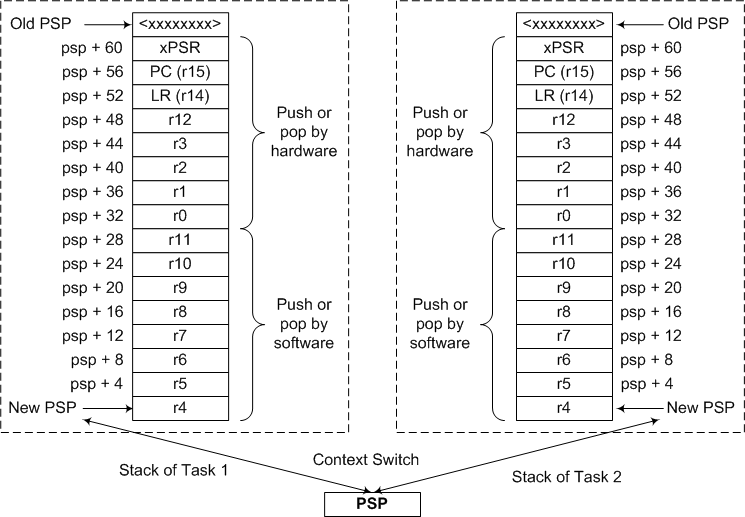 Old PSP <xxxxxxxx> <xxxxxxxx> Old PSP
psp + 60 xPSR xPSR psp + 60
psp + 56 PC (r15) PC (r15) psp + 56
psp + 52 LR (r14) LR (r14) psp + 52
psp + 48 r12 Push or Push or r12 psp + 48
psp + 44 r3 pop by pop by r3 psp + 44
psp + 40 r2 hardware hardware r2 psp + 40
psp + 36 r1 r1 psp + 36
psp + 32 r0 r0 psp + 32
psp + 28 r11 r11 psp + 28
psp + 24 r10 r10 psp + 24
psp + 20 r9 Push or Push or r9 psp + 20
psp + 16 r8 pop by pop by r8 psp + 16
psp + 12 r7 software software r7 psp + 12
psp + 8 r6 r6 psp + 8
psp + 4 r5 r5 psp + 4
New PSP r4 r4 New PSP
Stack of Task 1 Context Switch Stack of Task 2
PSP